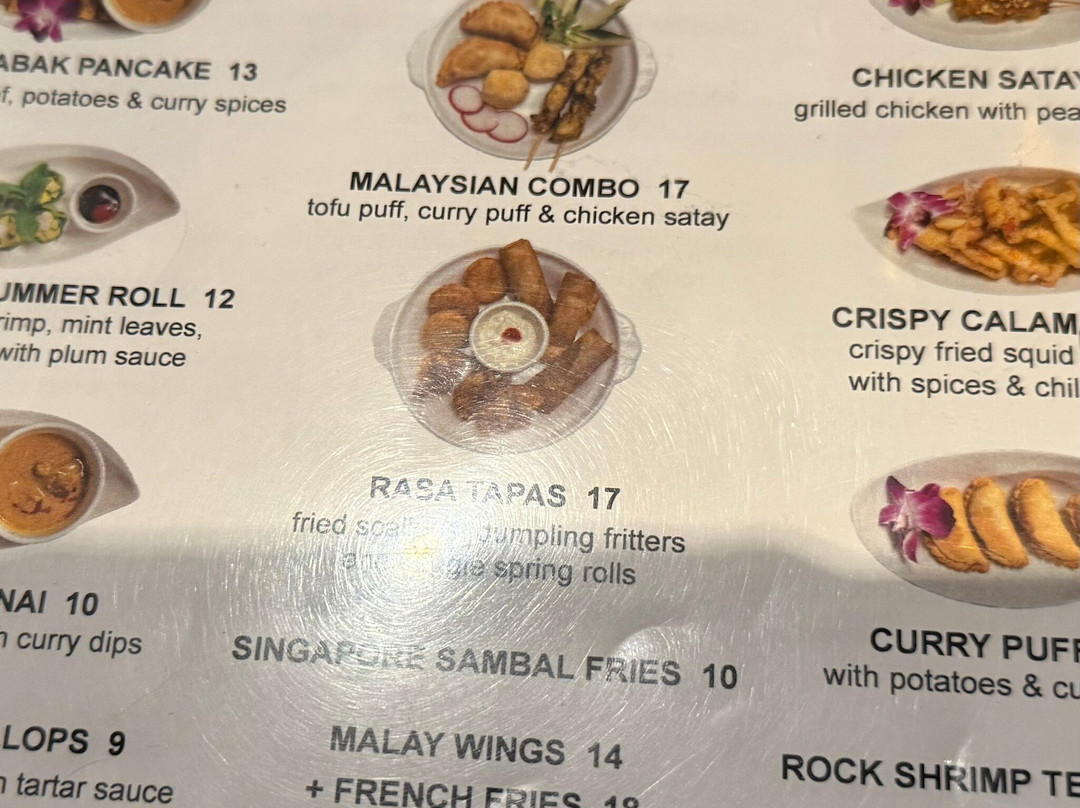 ABAK PANCAKE 13
f, potatoes & curry spices
UMMER ROLL 12
rimp, mint leaves,
with plum sauce
NAI 10
n curry dips
LOPS 9
n tartar sauce
MALAYSIAN COMBO 17
tofu puff, curry puff & chicken satay
RASA TAPAS 17
fried dumpling fritters
spring rolls
SINGAPORE SAMBAL FRIES 10
MALAY WINGS 14
+ FRENCH FRIES 18
CHICKEN SATAY
grilled chicken with pea
CRISPY CALAM
crispy fried squid
with spices & chil
CURRY PUFF
with potatoes & cu
ROCK SHRIMP TE